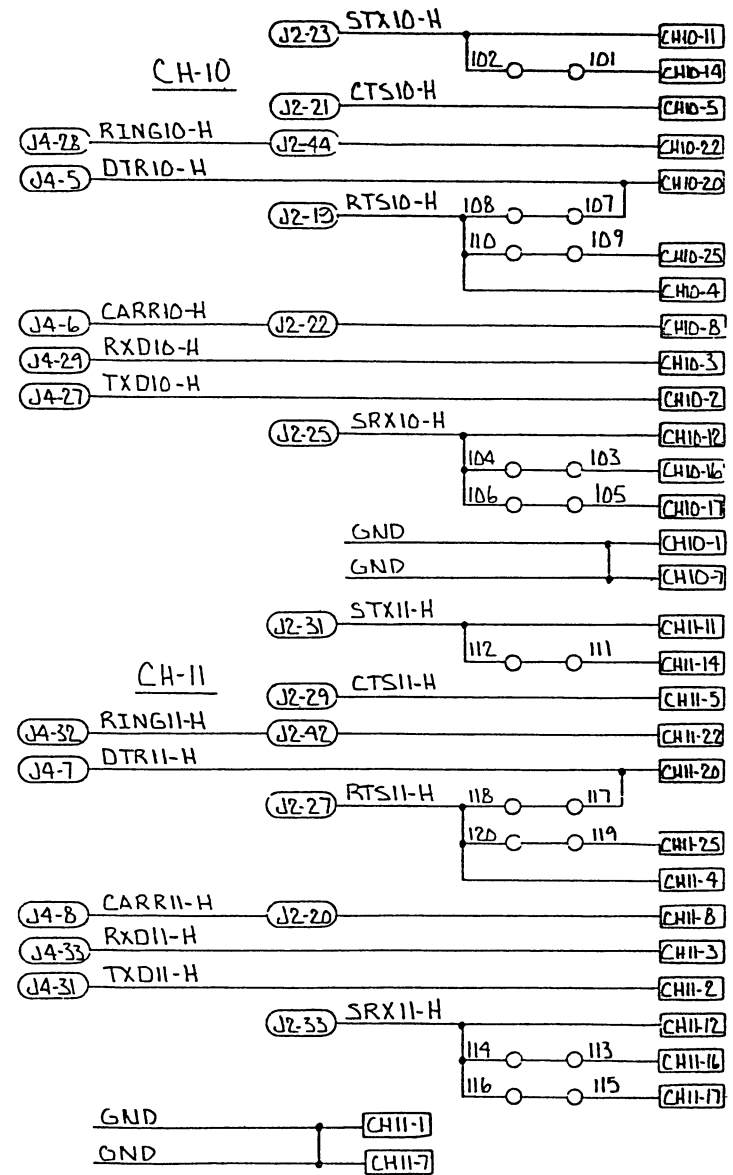 J2-23 STX10-H CH10-11
CH-10
102 101 CH10-14
J2-21 CTS10-H CH10-5
J4-28 RING10-H J2-44 CH10-22
J4-5 DTR10-H CH10-20
J2-19 RTS10-H 108 107
110 109 CH10-25
CH10-4
J4-6 CARR10-H J2-22 CH10-8
J4-29 RXD10-H CH10-3
J4-27 TXD10-H CH10-2
J2-25 SRX10-H CH10-12
104 103 CH10-16
106 105 CH10-17
GND CH10-1
GND CH10-7
J2-31 STX11-H CH11-11
112 111 CH11-14
CH-11
J2-29 CTS11-H CH11-5
J4-32 RING11-H J2-42 CH11-22
J4-7 DTR11-H CH11-20
J2-27 RTS11-H 118 117
120 119 CH11-25
CH11-4
J4-8 CARR11-H J2-20 CH11-8
J4-33 RXD11-H CH11-3
J4-31 TXD11-H CH11-2
J2-33 SRX11-H CH11-12
114 113 CH11-16
116 115 CH11-17
GND CH11-1
GND CH11-7